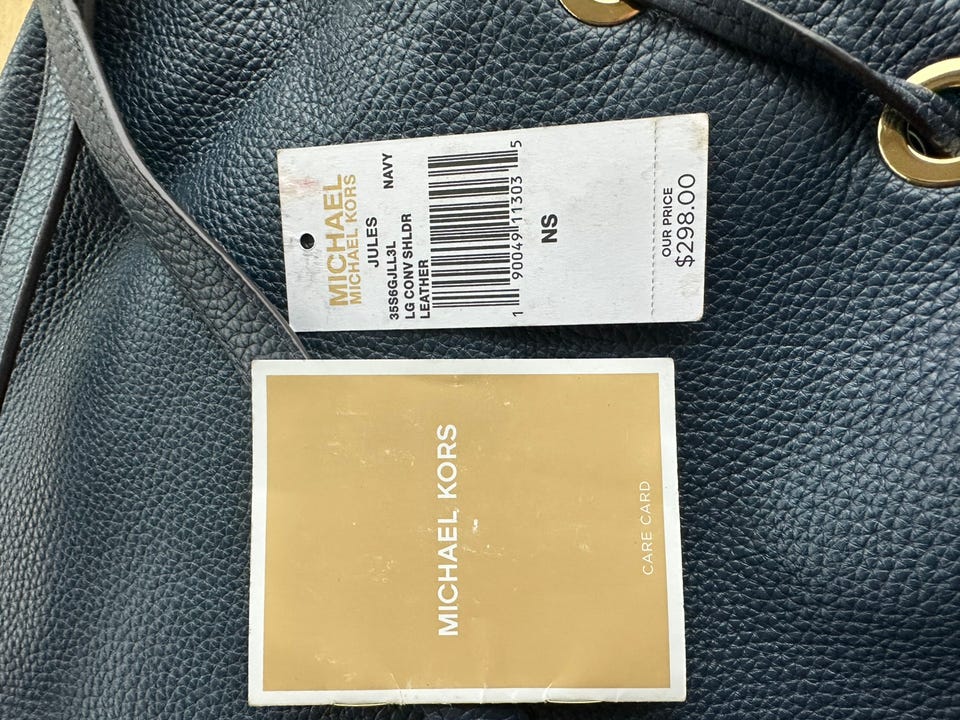 MICHAEL
MICHAEL KORS
JULES
35S6GJLL3L NAVY
LG CONV SHLDR
LEATHER
1 90049 11303 5
NS
OUR PRICE
$298.00
MICHAEL KORS
CARE CARD